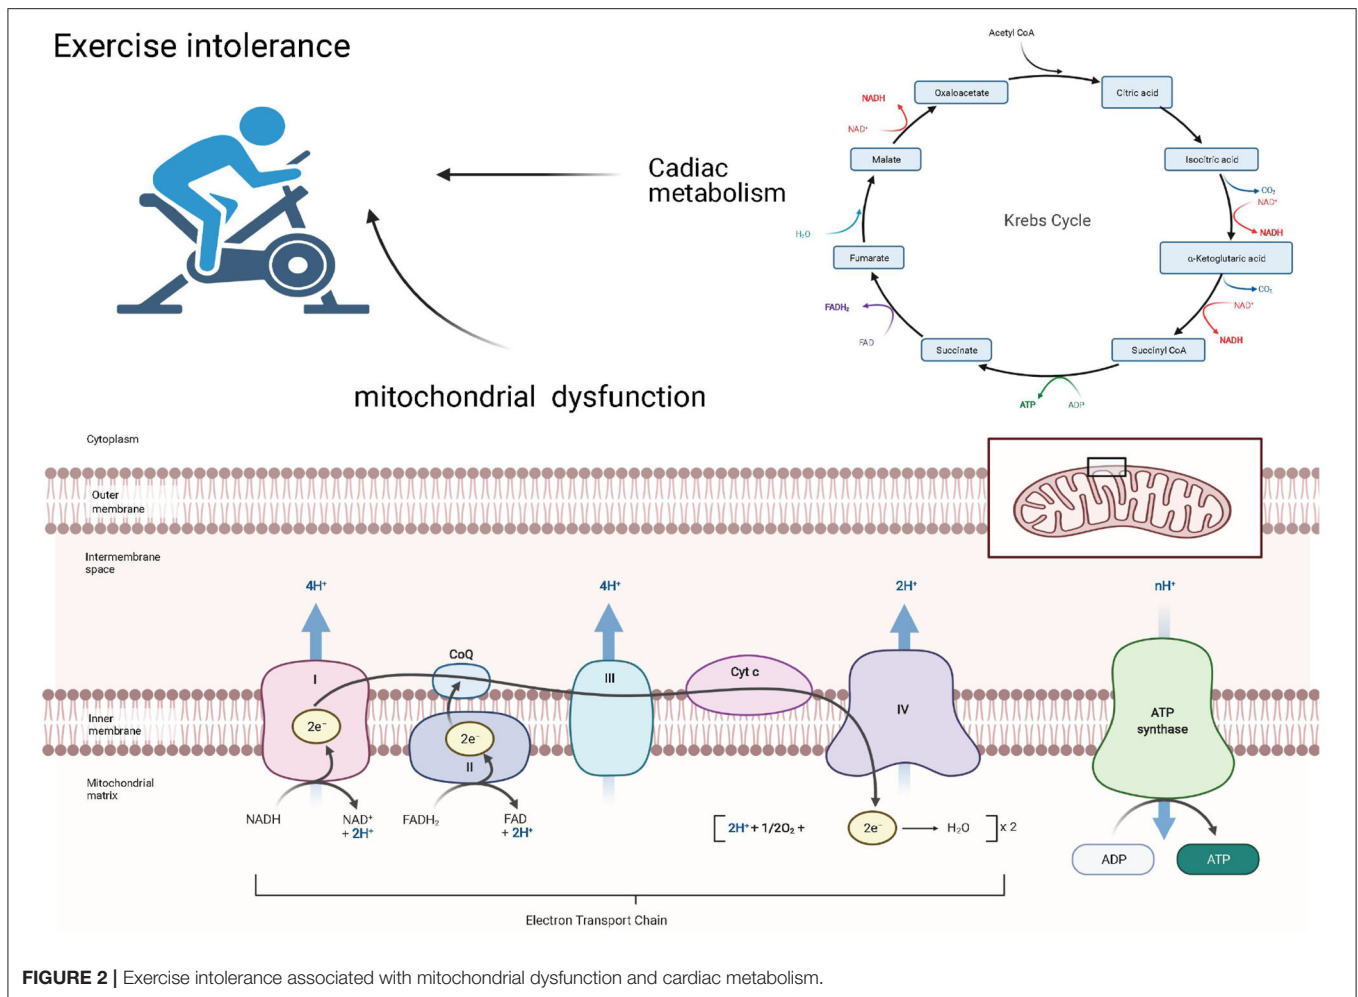 Exercise intolerance
Cadiac
metabolism
mitochondrial dysfunction
Acetyl CoA
Oxaloacetate
Citric acid
NADH
NAD⁺
Malate
Isocitric acid
CO₂
NAD⁺
NADH
Krebs Cycle
H₂O
Fumarate
α-Ketoglutaric acid
CO₂
NAD⁺
NADH
FADH₂
FAD
Succinate
Succinyl CoA
ATP
ADP
Cytoplasm
Outer
membrane
Intermembrane
space
4H⁺
4H⁺
2H⁺
nH⁺
CoQ
I
III
Cyt c
IV
ATP
synthase
Inner
membrane
2e⁻
2e⁻
II
Mitochondrial
matrix
NADH
NAD⁺
+ 2H⁺
FADH₂
FAD
+ 2H⁺
2H⁺ + 1/2O₂ +
2e⁻
H₂O
x 2
ADP
ATP
Electron Transport Chain
FIGURE 2 | Exercise intolerance associated with mitochondrial dysfunction and cardiac metabolism.